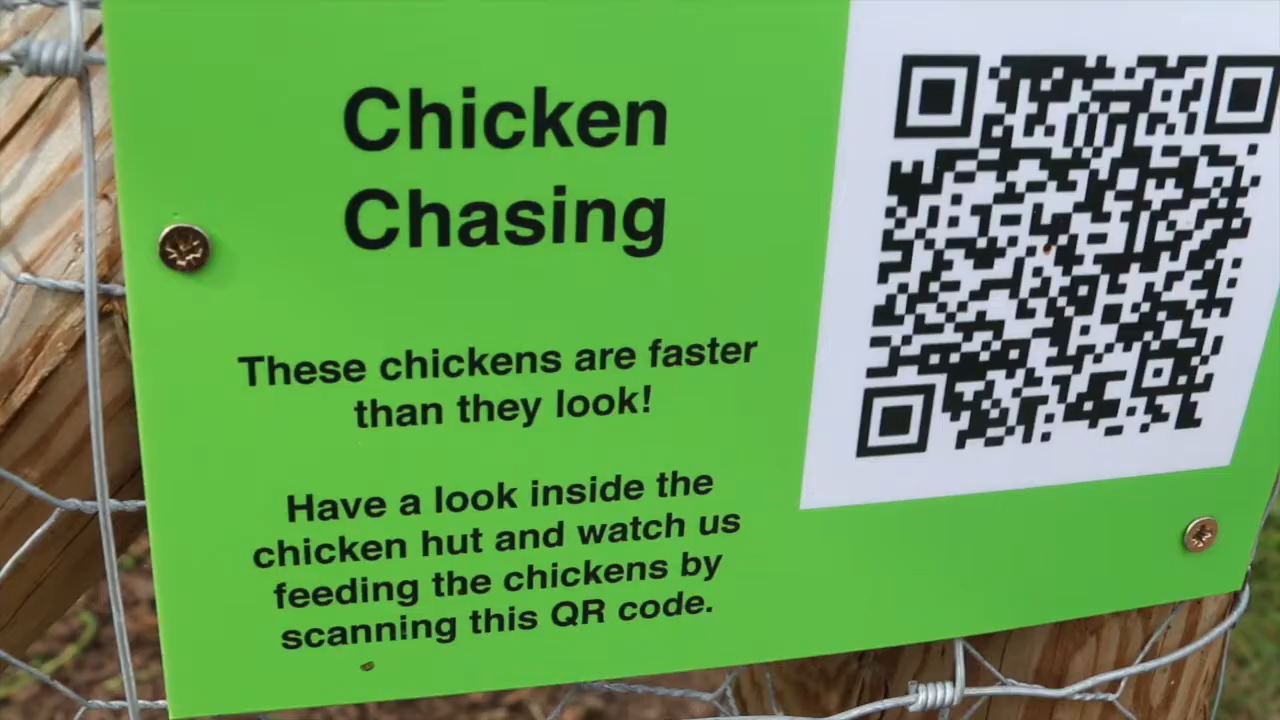 Chicken
Chasing
These chickens are faster
than they look!
Have a look inside the
chicken hut and watch us
feeding the chickens by
scanning this QR code.